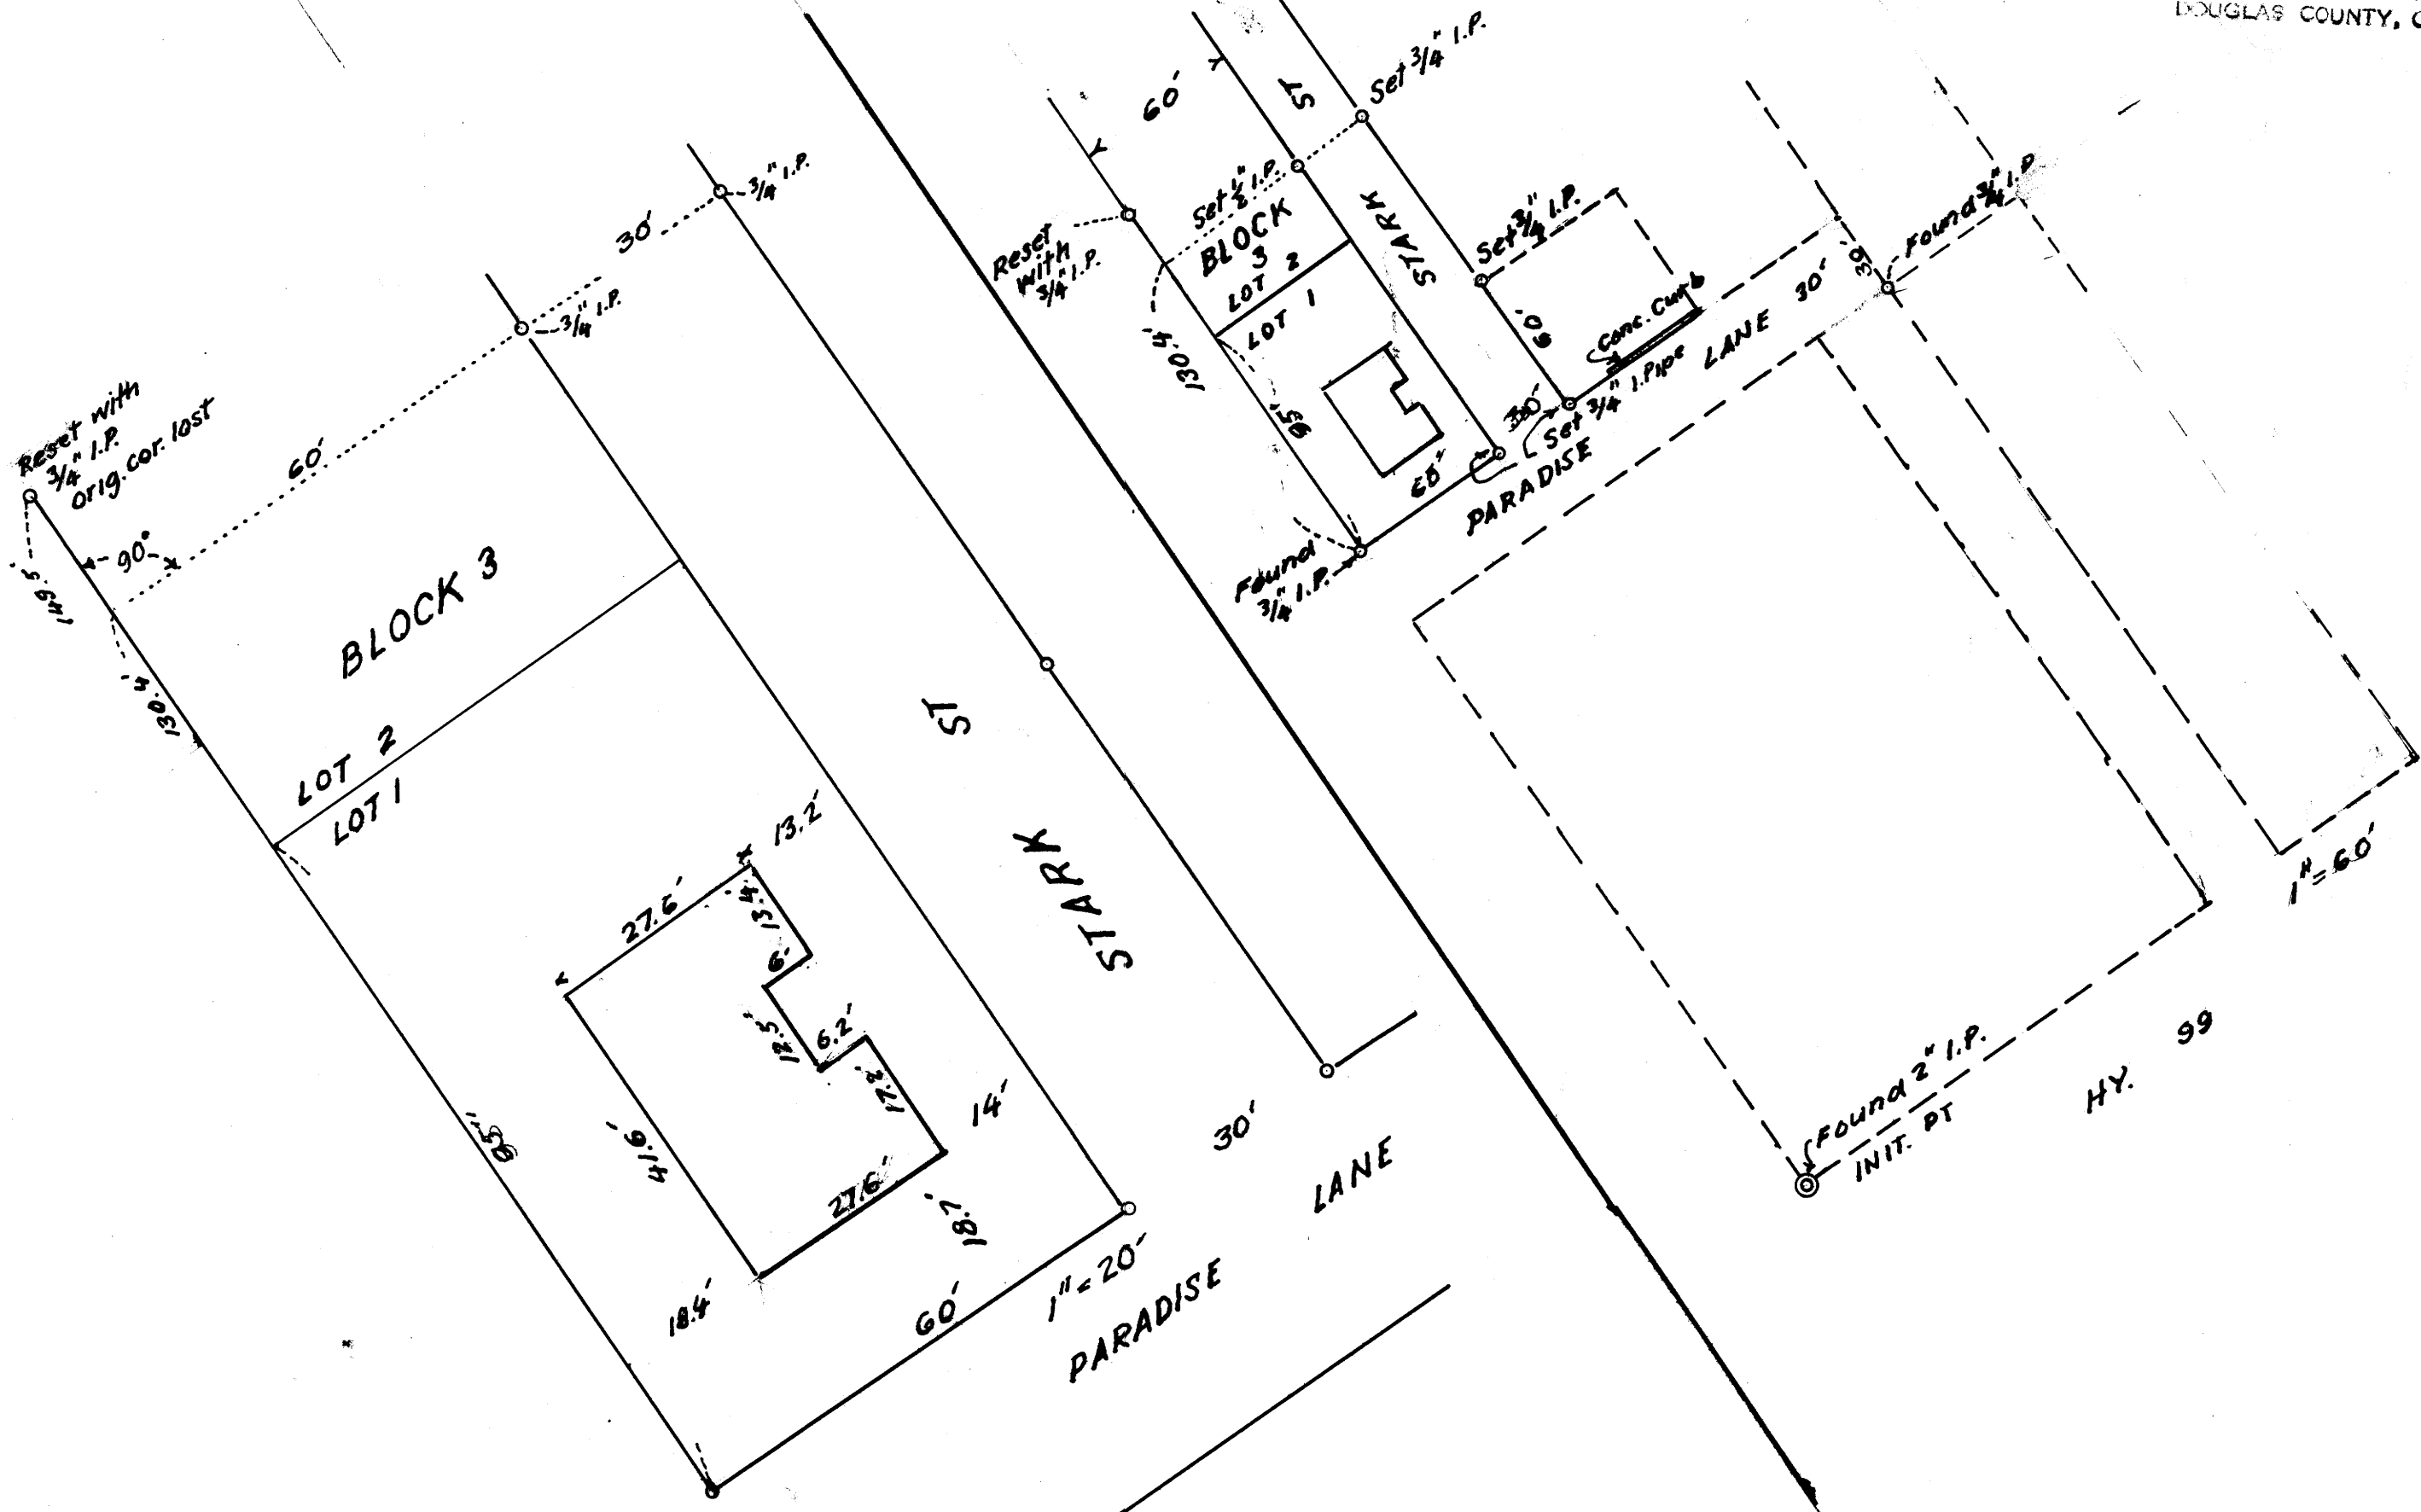 DOUGLAS COUNTY,
Reset with
3/4" I.P.
orig. cor. lost
60'
30'
3/4" I.P.
3/4" I.P.
90°
149.5'
130.4'
BLOCK 3
LOT 2
LOT 1
13.2'
27.6'
13.4'
6'
12.5'
6.2'
17.2'
14'
41.6'
27.6'
18.7'
18.4'
95'
60'
1" = 20'
ST
STARK
30'
PARADISE
LANE
60'
ST
Set 3/4" I.P.
Reset
with
3/4" I.P.
Set 1/2" I.P.
BLOCK
3
LOT 2
LOT 1
STARK
Set 3/4" I.P.
130.4'
95'
60'
Conc. Curb
60'
30'
Set 3/4" I. Pipe
PARADISE
LANE
30'
30'
Found 3/4" I.P.
Found
3/4" I.P.
1" = 60'
Found 2" I.P.
INIT. PT
HY. 99